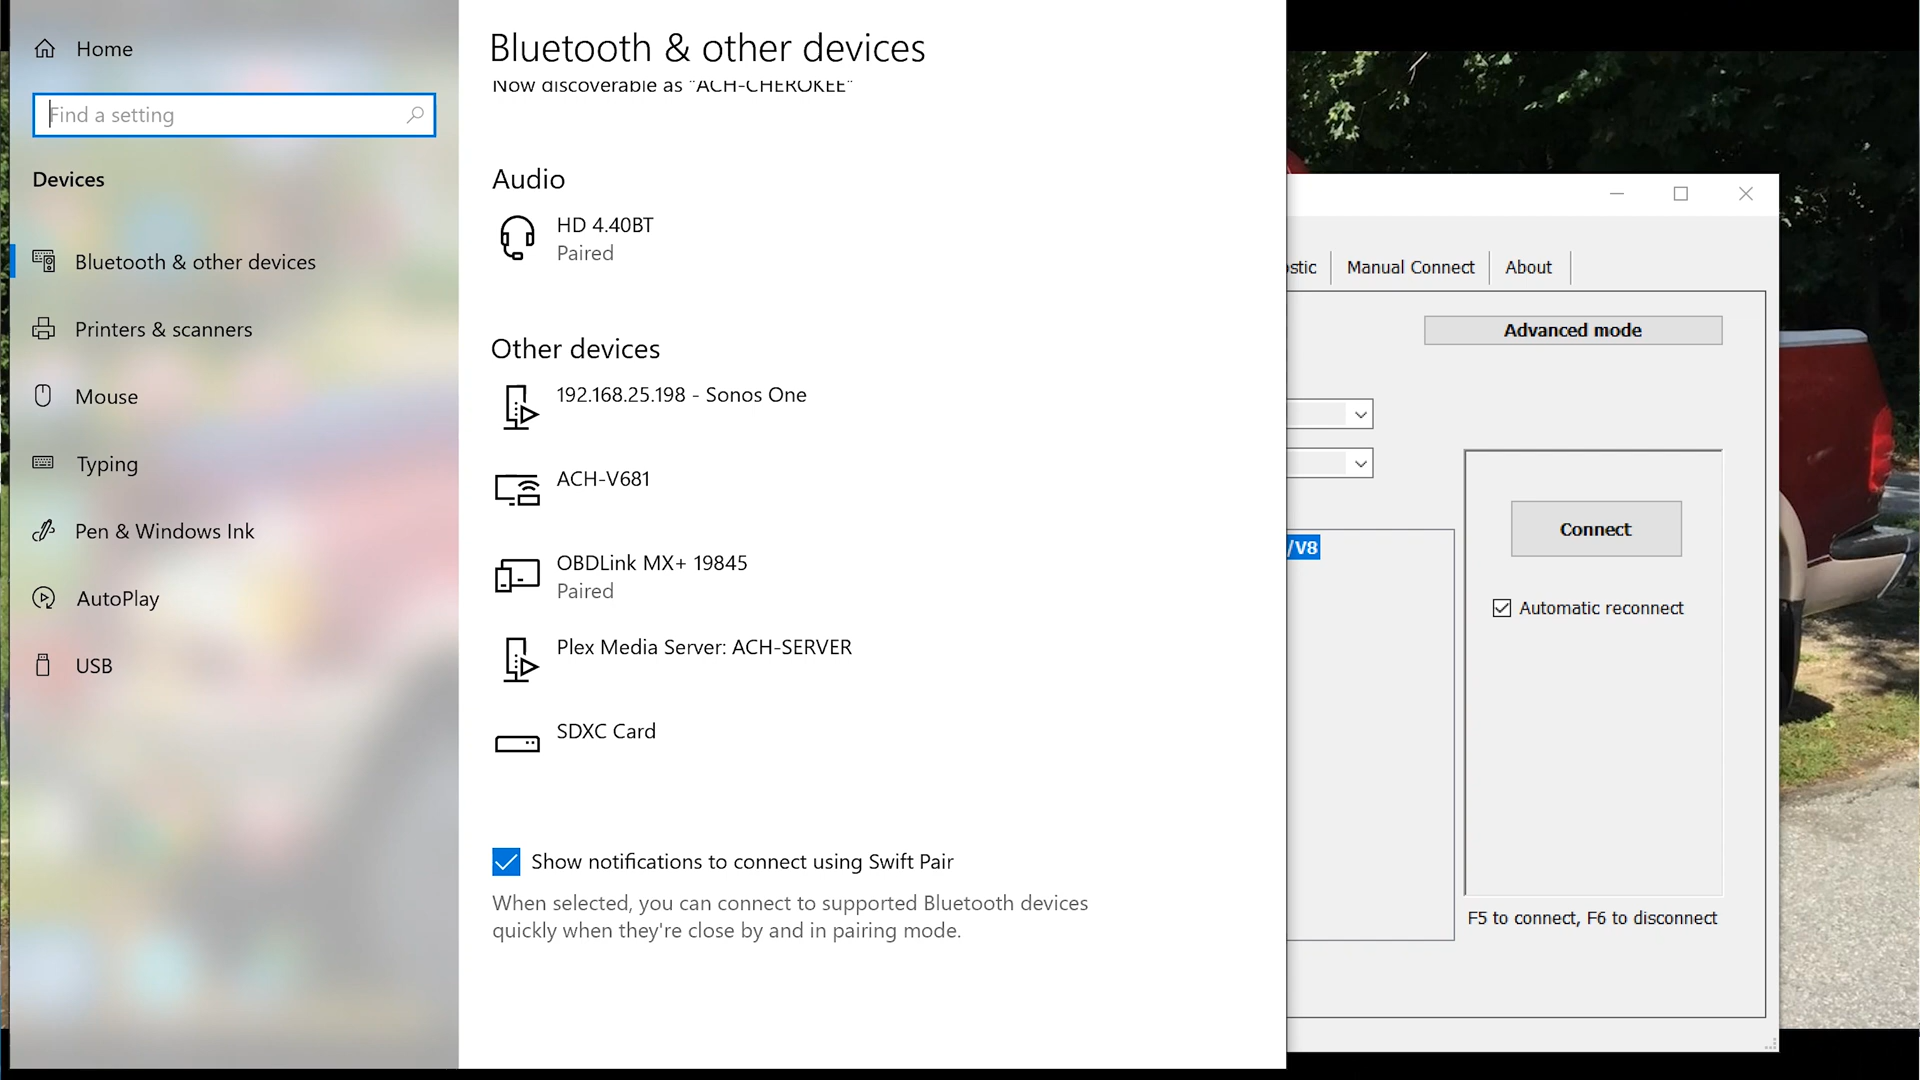 Home
Find a setting
Devices
Bluetooth & other devices
Printers & scanners
Mouse
Typing
Pen & Windows Ink
AutoPlay
USB
Bluetooth & other devices
Now discoverable as "ACH-CHEROKEE"
Audio
HD 4.40BT
Paired
Other devices
192.168.25.198 - Sonos One
ACH-V681
OBDLink MX+ 19845
Paired
Plex Media Server: ACH-SERVER
SDXC Card
Show notifications to connect using Swift Pair
When selected, you can connect to supported Bluetooth devices
quickly when they're close by and in pairing mode.
ostic
Manual Connect
About
Advanced mode
/V8
Connect
Automatic reconnect
F5 to connect, F6 to disconnect